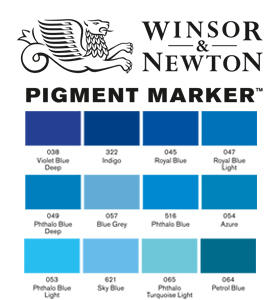 WINSOR
&
NEWTON
PIGMENT MARKER™
038 322 045 047
Violet Blue Deep Indigo Royal Blue Royal Blue Light
049 057 516 054
Phthalo Blue Deep Blue Grey Phthalo Blue Azure
053 621 065 064
Phthalo Blue Light Sky Blue Phthalo Turquoise Light Petrol Blue